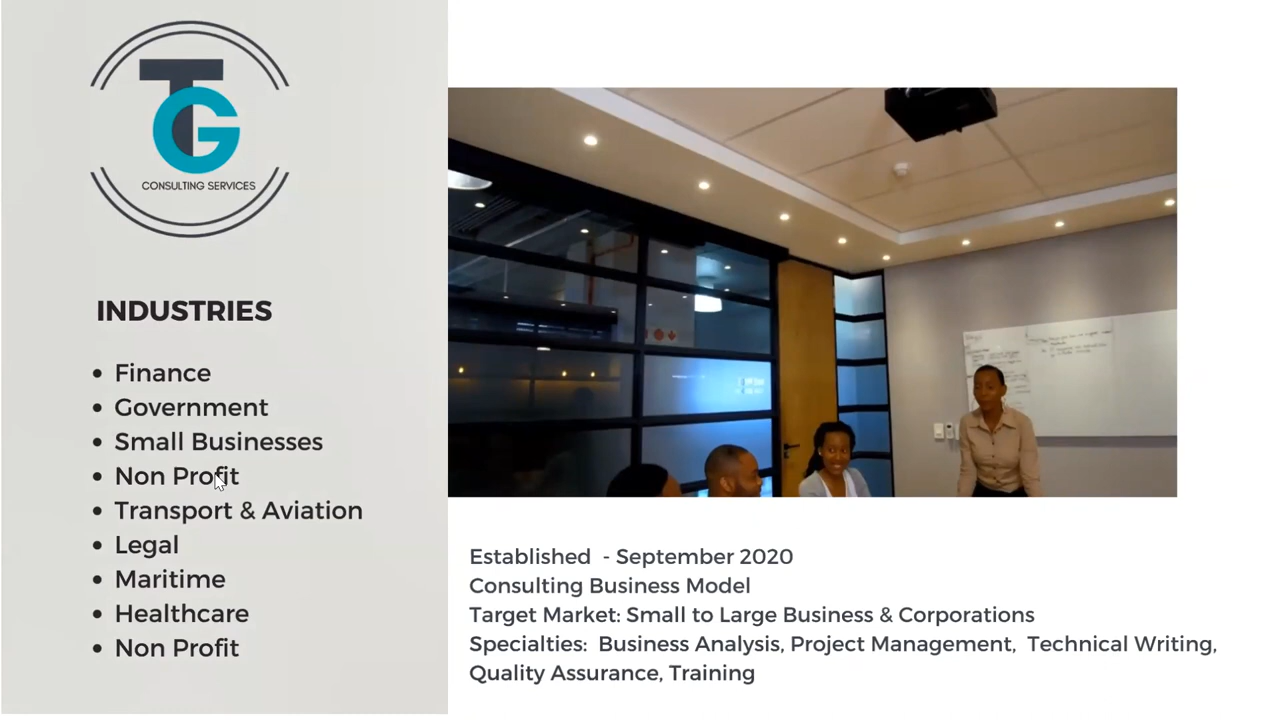 TG
CONSULTING SERVICES
INDUSTRIES
Finance
Government
Small Businesses
Non Profit
Transport & Aviation
Legal
Maritime
Healthcare
Non Profit
Established - September 2020
Consulting Business Model
Target Market: Small to Large Business & Corporations
Specialties: Business Analysis, Project Management, Technical Writing,
Quality Assurance, Training